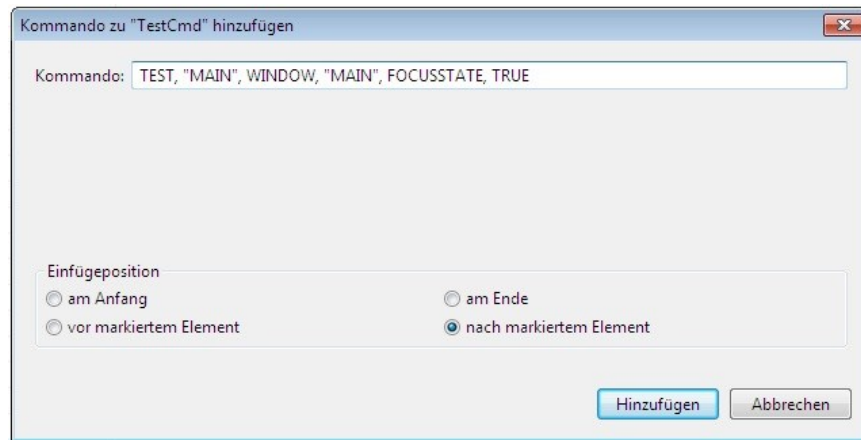 Kommando zu "TestCmd" hinzufügen
Kommando: TEST, "MAIN", WINDOW, "MAIN", FOCUSSTATE, TRUE
Einfügeposition
am Anfang am Ende
vor markiertem Element nach markiertem Element
Hinzufügen Abbrechen